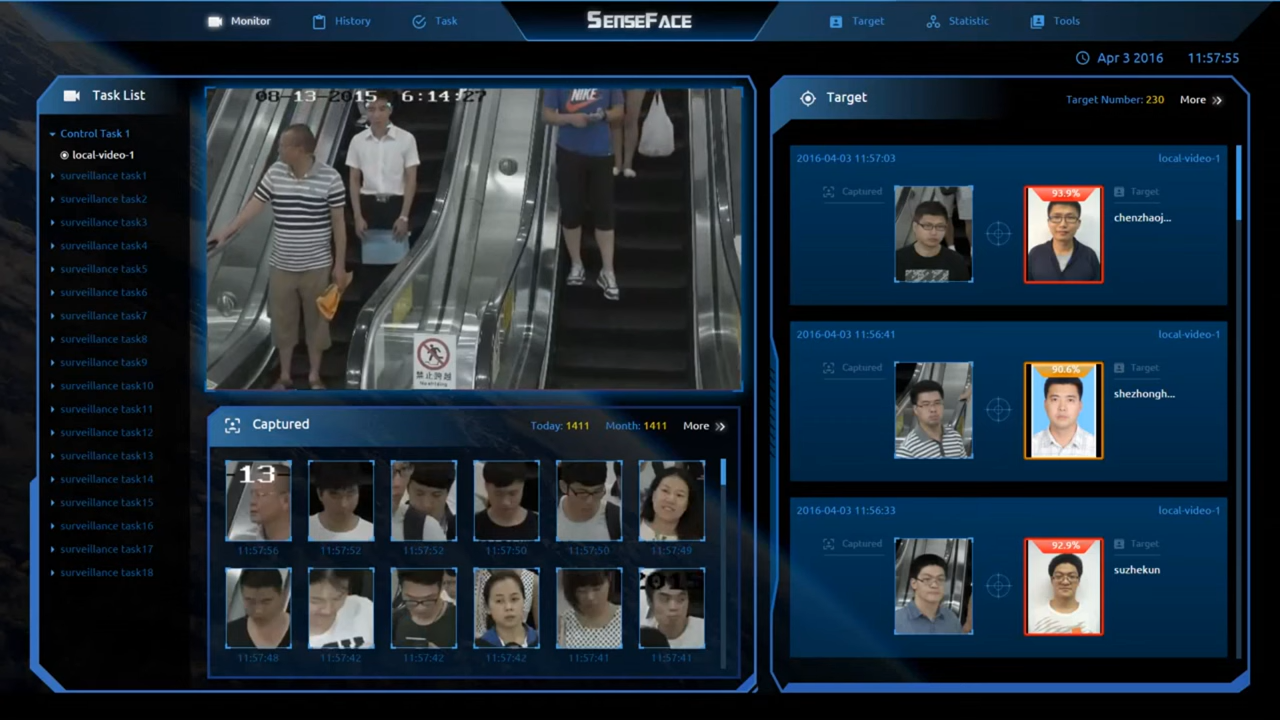 Monitor
History
Task
SENSEFACE
Target
Statistic
Tools
Apr 3 2016 11:57:55
Task List
Control Task 1
local-video-1
surveillance task1
surveillance task2
surveillance task3
surveillance task4
surveillance task5
surveillance task6
surveillance task7
surveillance task8
surveillance task9
surveillance task10
surveillance task11
surveillance task12
surveillance task13
surveillance task14
surveillance task15
surveillance task16
surveillance task17
surveillance task18
08-13-2015 6:14:27
NIKE
禁止跨越
Captured
Today: 1411 Month: 1411 More
13
11:57:56 11:57:52 11:57:52 11:57:50 11:57:50 11:57:49
2015
11:57:48 11:57:42 11:57:42 11:57:42 11:57:41 11:57:41
Target
Target Number: 230 More
2016-04-03 11:57:03 local-video-1
Captured
93.9%
Target
chenzhaoj...
2016-04-03 11:56:41 local-video-1
Captured
90.6%
Target
shezhongh...
2016-04-03 11:56:33 local-video-1
Captured
92.9%
Target
suzhekun